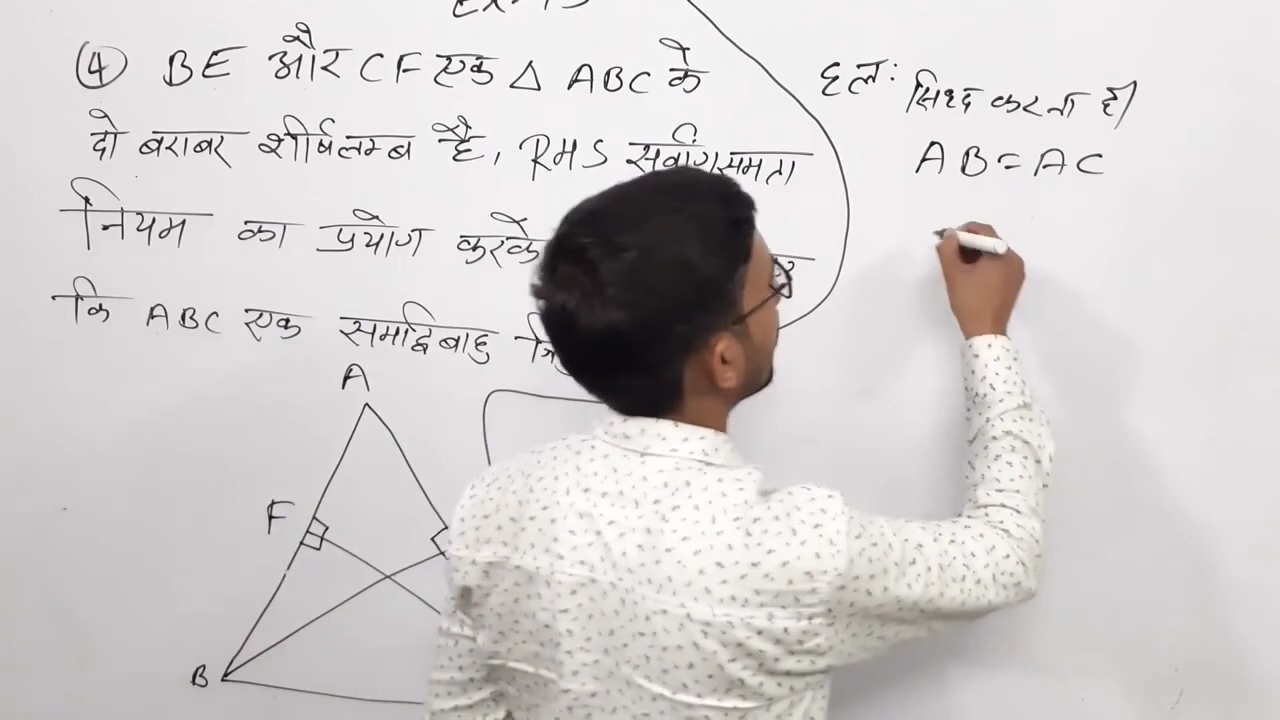 ④ BE और CF एक Δ ABC के
दो बराबर शीर्षलम्ब है, RHS सर्वांगसमता
नियम का प्रयोग करके
कि ABC एक समद्विबाहु
A
F
B
हल:
सिध्द करना है।
AB = AC